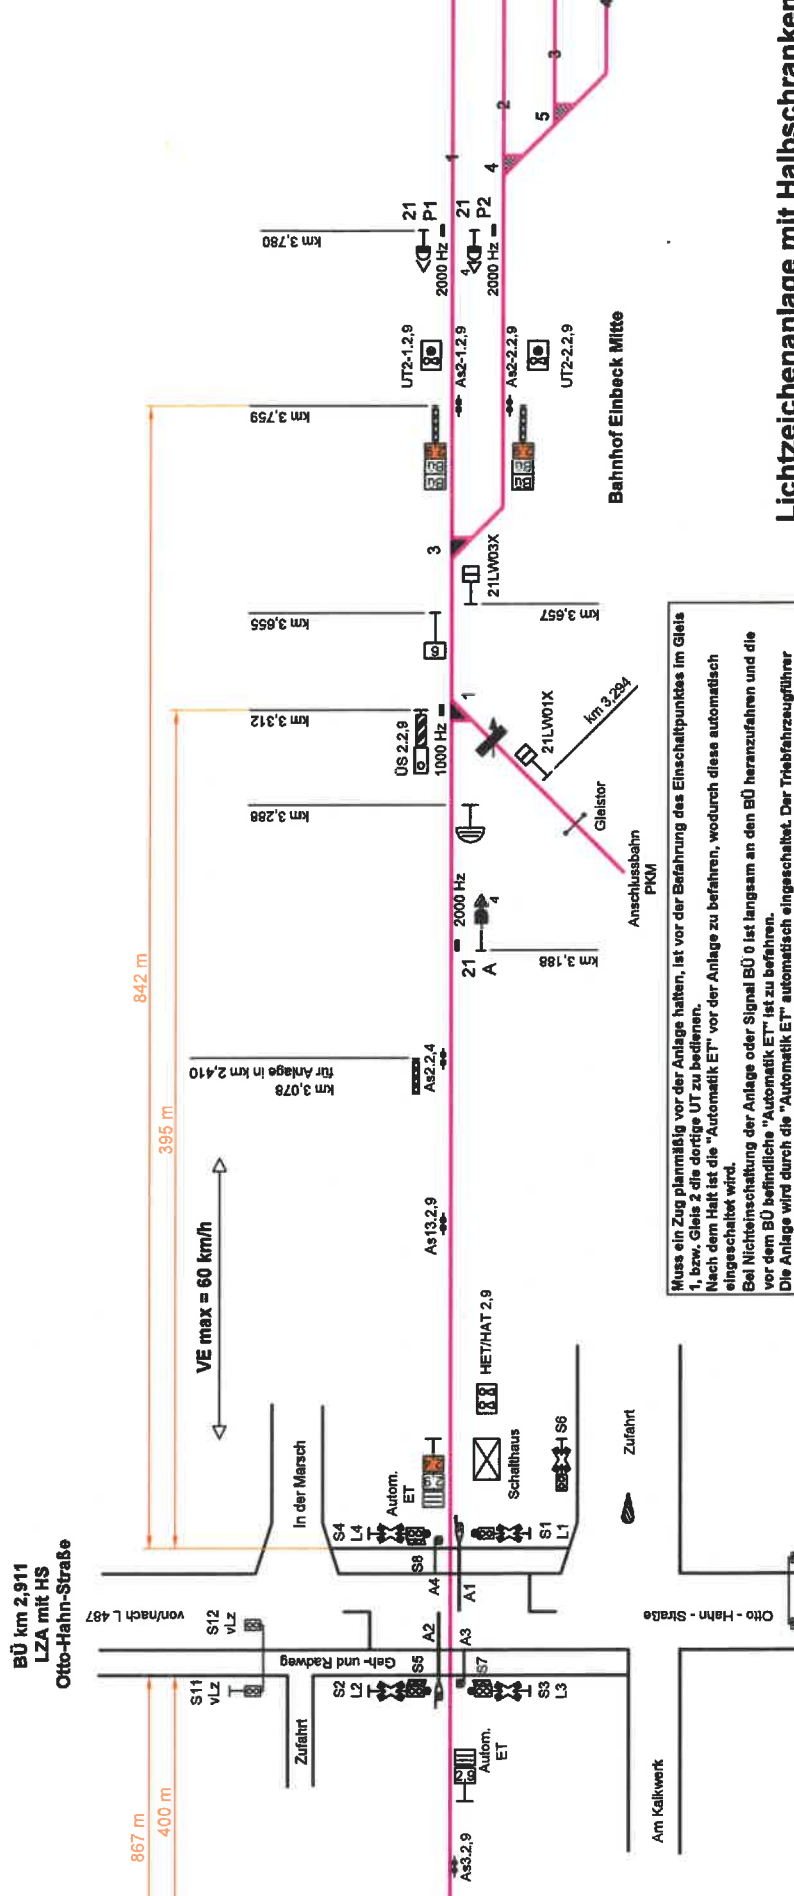 BÜ km 2,911
LZA mit HS
Otto-Hahn-Straße
867 m
400 m
842 m
395 m
VE max = 60 km/h
S11
vLz
S12
vLz
von/nach L 487
Zufahrt
Geh- und Radweg
In der Marsch
S2
L2
S5
A2
S4
L4
S8
A4
Autom.
ET
As3.2,9
Autom.
ET
A3
S7
S3
L3
A1
S1
L1
S6
Schalthaus
HET/HAT 2,9
Am Kalkwerk
Otto - Hahn - Straße
Zufahrt
As13.2,9
km 3,078
für Anlage in km 2,410
As2.2,4
21
A
2000 Hz
4
km 3,188
km 3,288
km 3,312
ÜS 2.2,9
1000 Hz
1
Anschlussbahn
PKM
Gleistor
21LW01X
km 3,294
km 3,655
6
3
21LW03X
km 3,657
km 3,759
UT2-1.2,9
As2-1.2,9
As2-2.2,9
UT2-2.2,9
Bahnhof Einbeck Mitte
km 3,780
21
P1
2000 Hz
21
P2
4
2000 Hz
1
2
3
4
5
Muss ein Zug planmäßig vor der Anlage halten, ist vor der Befahrung des Einschaltpunktes im Gleis
1, bzw. Gleis 2 die dortige UT zu bedienen.
Nach dem Halt ist die "Automatik ET" vor der Anlage zu befahren, wodurch diese automatisch
eingeschaltet wird.
Bei Nichteinschaltung der Anlage oder Signal BÜ 0 ist langsam an den BÜ heranzufahren und die
vor dem BÜ befindliche "Automatik ET" ist zu befahren.
Die Anlage wird durch die "Automatik ET" automatisch eingeschaltet. Der Triebfahrzeugführer
Lichtzeichenanlage mit Halbschranken